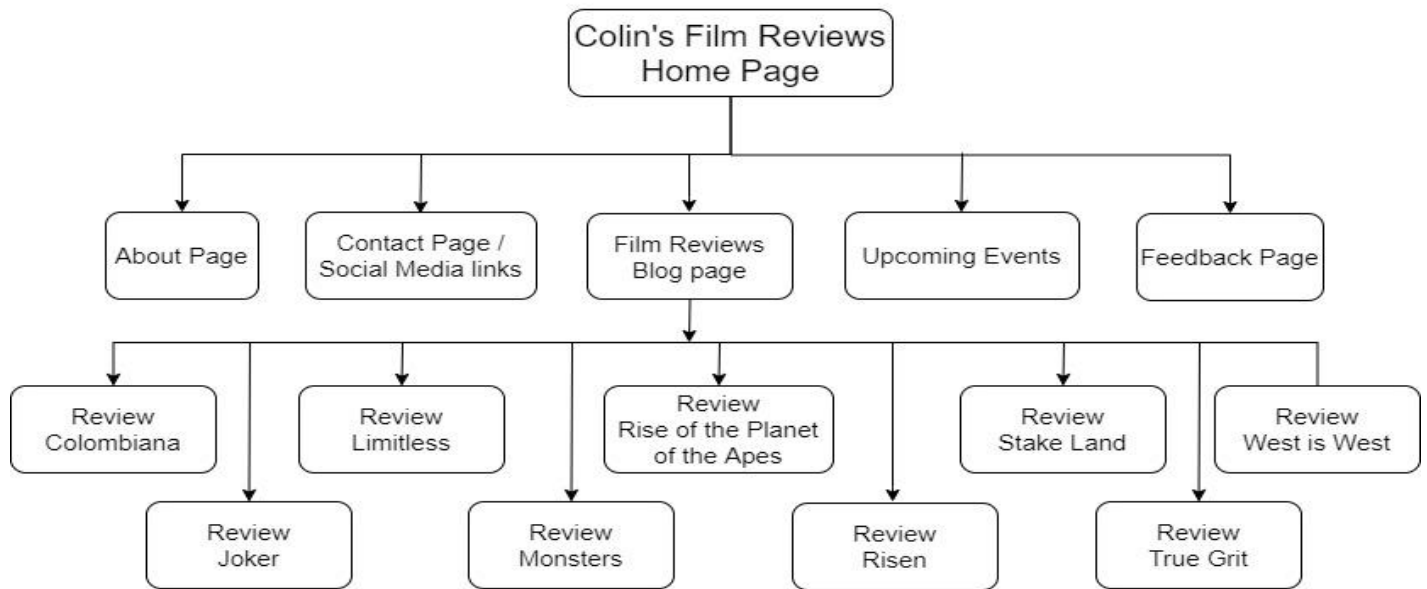 Colin's Film Reviews
Home Page
About Page
Contact Page /
Social Media links
Film Reviews
Blog page
Upcoming Events
Feedback Page
Review
Colombiana
Review
Limitless
Review
Rise of the Planet
of the Apes
Review
Stake Land
Review
West is West
Review
Joker
Review
Monsters
Review
Risen
Review
True Grit